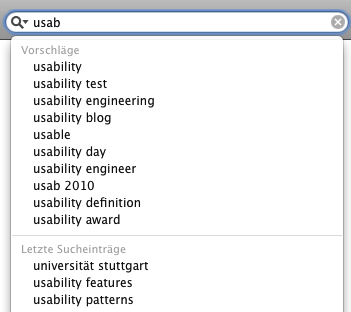 usab
Vorschläge
usability
usability test
usability engineering
usability blog
usable
usability day
usability engineer
usab 2010
usability definition
usability award
Letzte Sucheinträge
universität stuttgart
usability features
usability patterns